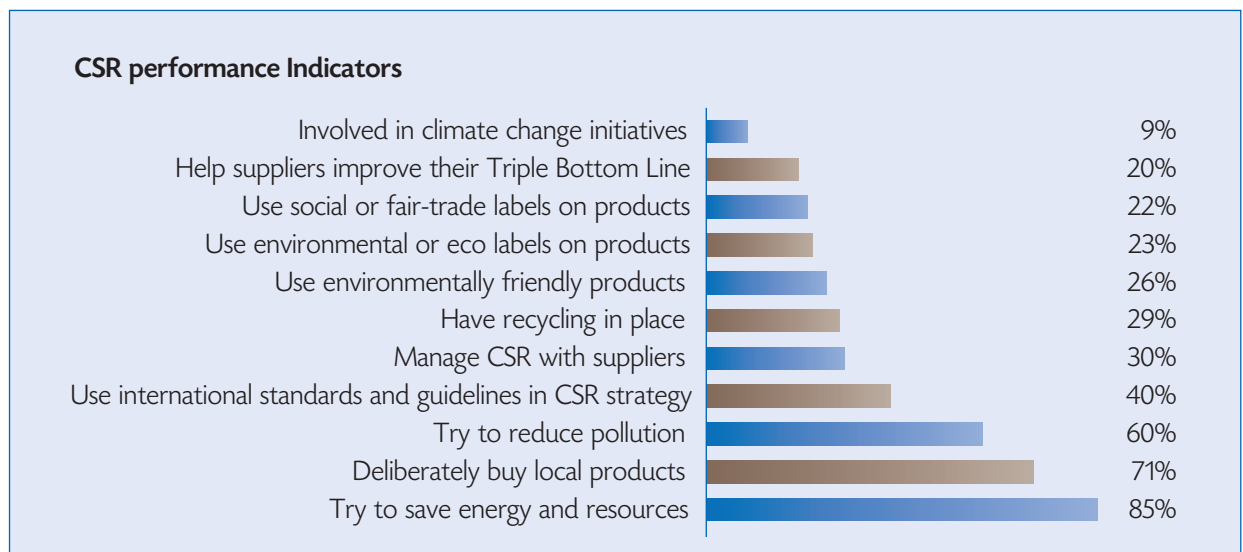 CSR performance Indicators
Involved in climate change initiatives 9%
Help suppliers improve their Triple Bottom Line 20%
Use social or fair-trade labels on products 22%
Use environmental or eco labels on products 23%
Use environmentally friendly products 26%
Have recycling in place 29%
Manage CSR with suppliers 30%
Use international standards and guidelines in CSR strategy 40%
Try to reduce pollution 60%
Deliberately buy local products 71%
Try to save energy and resources 85%